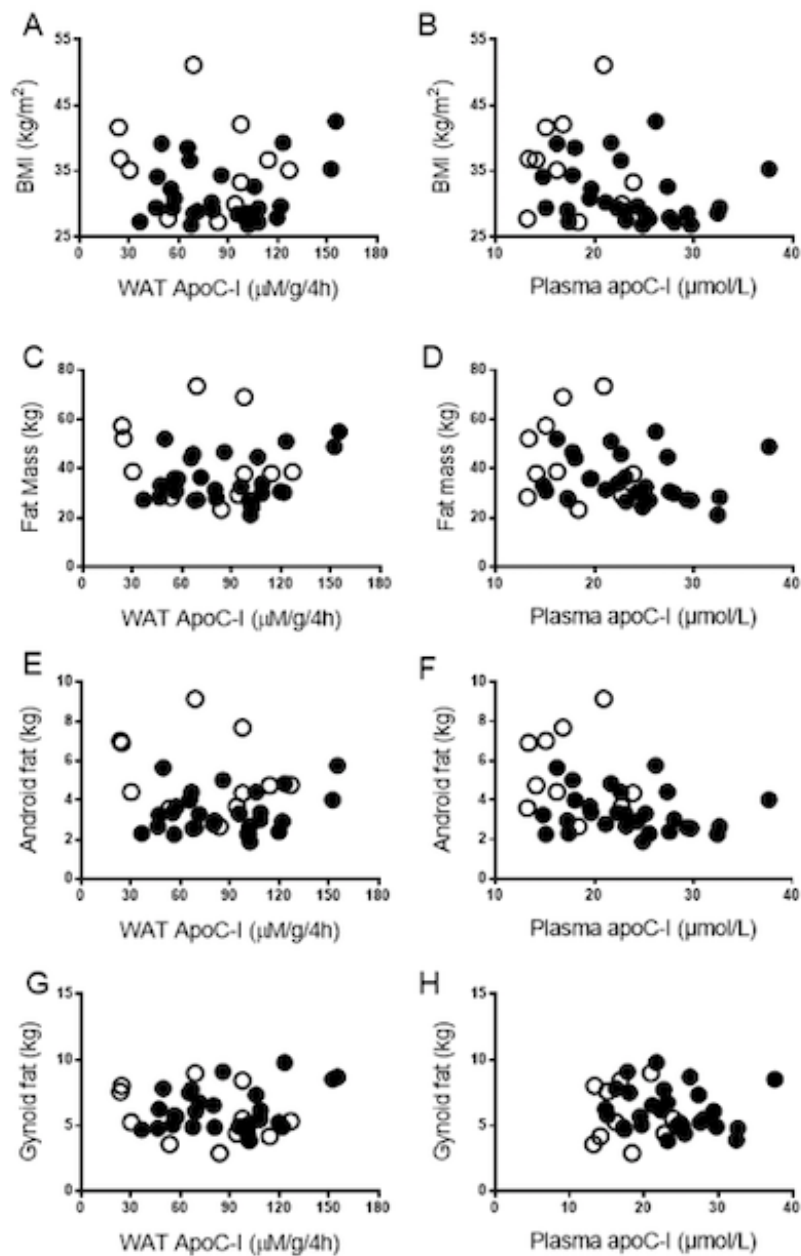 A
B
55
45
35
25
BMI (kg/m²)
0 30 60 90 120 150 180
WAT ApoC-I (μM/g/4h)
55
45
35
25
BMI (kg/m²)
10 20 30 40
Plasma apoC-I (μmol/L)
C
D
80
60
40
20
0
Fat Mass (kg)
0 30 60 90 120 150 180
WAT ApoC-I (μM/g/4h)
80
60
40
20
0
Fat mass (kg)
10 20 30 40
Plasma apoC-I (μmol/L)
E
F
10
8
6
4
2
0
Android fat (kg)
0 30 60 90 120 150 180
WAT ApoC-I (μM/g/4h)
10
8
6
4
2
0
Android fat (kg)
10 20 30 40
Plasma apoC-I (μmol/L)
G
H
15
10
5
0
Gynoid fat (kg)
0 30 60 90 120 150 180
WAT ApoC-I (μM/g/4h)
15
10
5
0
Gynoid fat (kg)
0 10 20 30 40
Plasma apoC-I (μmol/L)